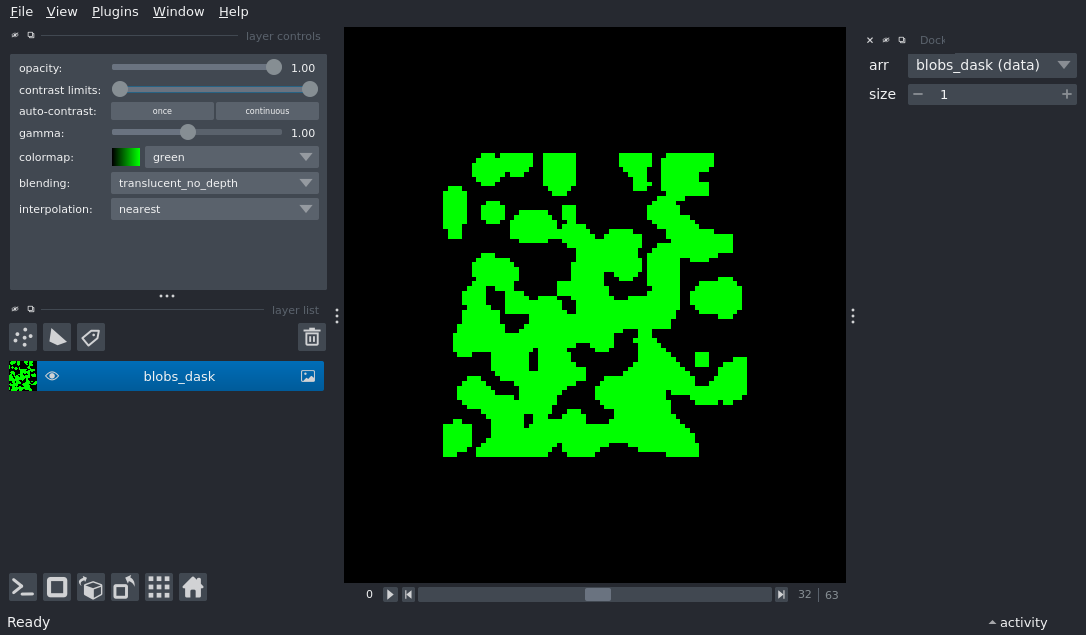 File View Plugins Window Help
layer controls
opacity: 1.00
contrast limits:
auto-contrast: once continuous
gamma: 1.00
colormap: green
blending: translucent_no_depth
interpolation: nearest
layer list
blobs_dask
0 32 63
Dock
arr blobs_dask (data)
size 1
Ready
activity